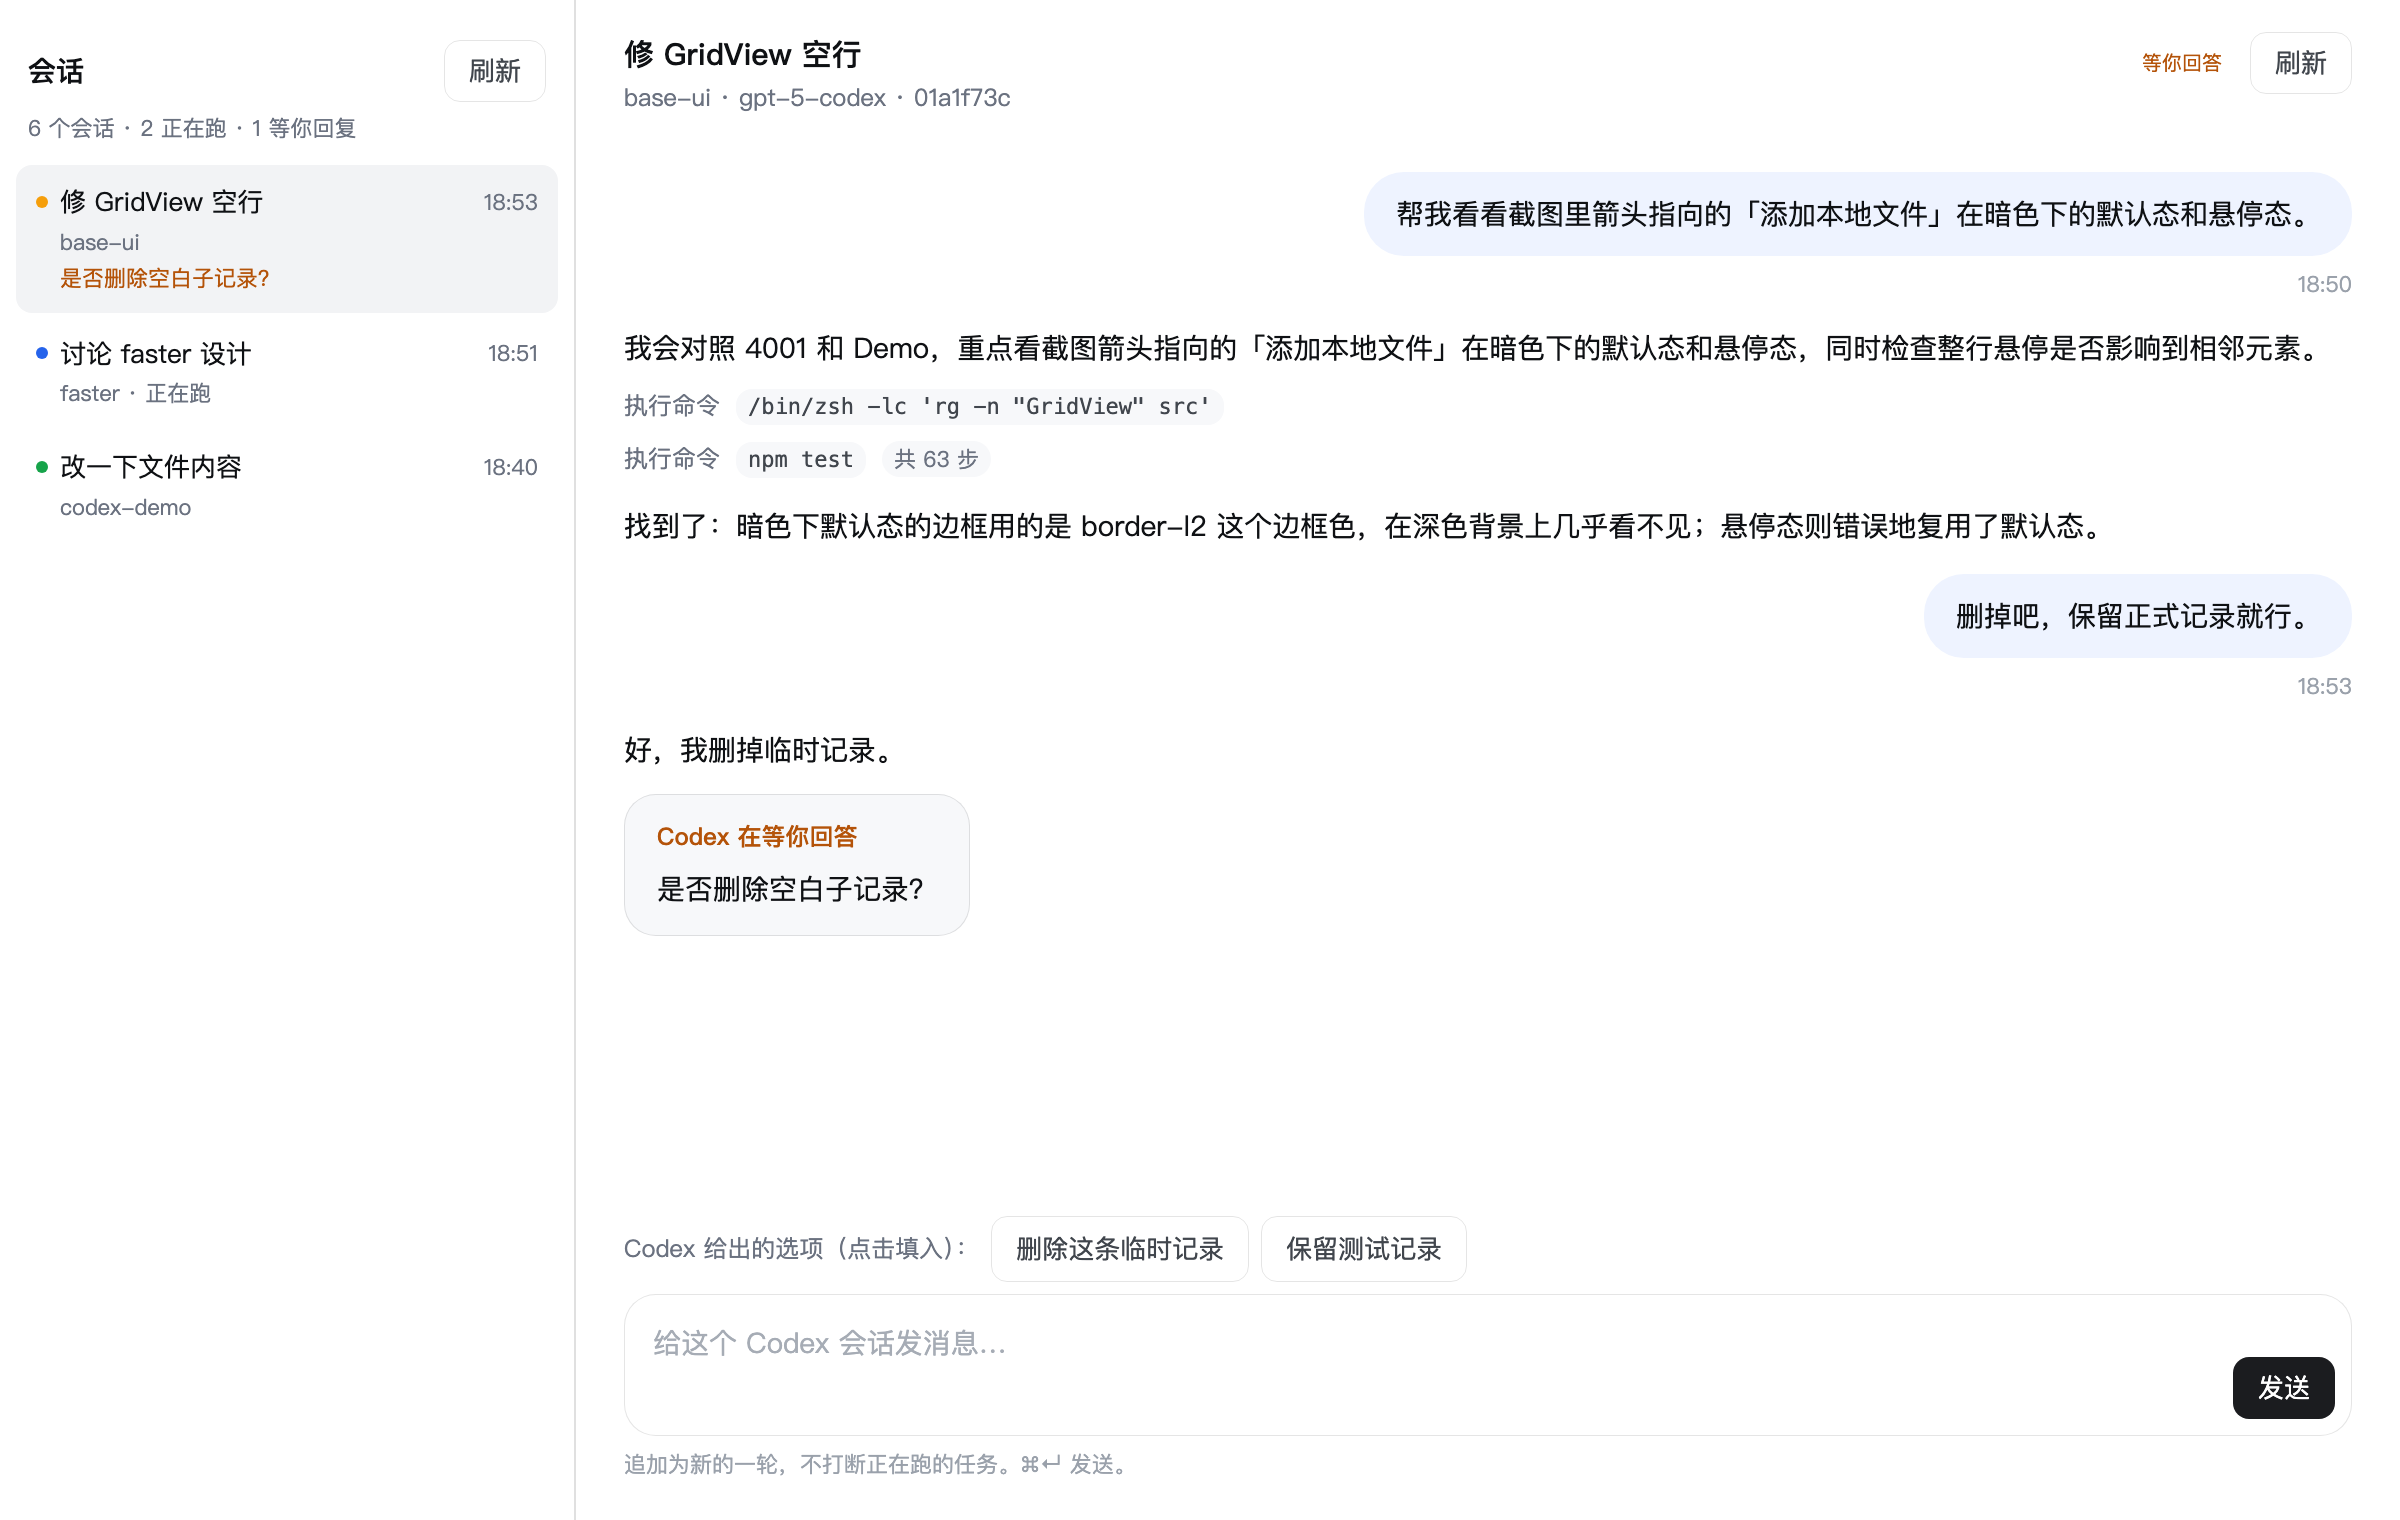 会话
刷新
6 个会话 · 2 正在跑 · 1 等你回复
修 GridView 空行
18:53
base-ui
是否删除空白子记录?
讨论 faster 设计
18:51
faster · 正在跑
改一下文件内容
18:40
codex-demo
修 GridView 空行
base-ui · gpt-5-codex · 01a1f73c
等你回答
刷新
帮我看看截图里箭头指向的「添加本地文件」在暗色下的默认态和悬停态。
18:50
我会对照 4001 和 Demo，重点看截图箭头指向的「添加本地文件」在暗色下的默认态和悬停态，同时检查整行悬停是否影响到相邻元素。
执行命令 /bin/zsh -lc 'rg -n "GridView" src'
执行命令 npm test 共 63 步
找到了：暗色下默认态的边框用的是 border-l2 这个边框色，在深色背景上几乎看不见；悬停态则错误地复用了默认态。
删掉吧，保留正式记录就行。
18:53
好，我删掉临时记录。
Codex 在等你回答
是否删除空白子记录?
Codex 给出的选项（点击填入）：
删除这条临时记录
保留测试记录
给这个 Codex 会话发消息...
发送
追加为新的一轮，不打断正在跑的任务。⌘↵ 发送。